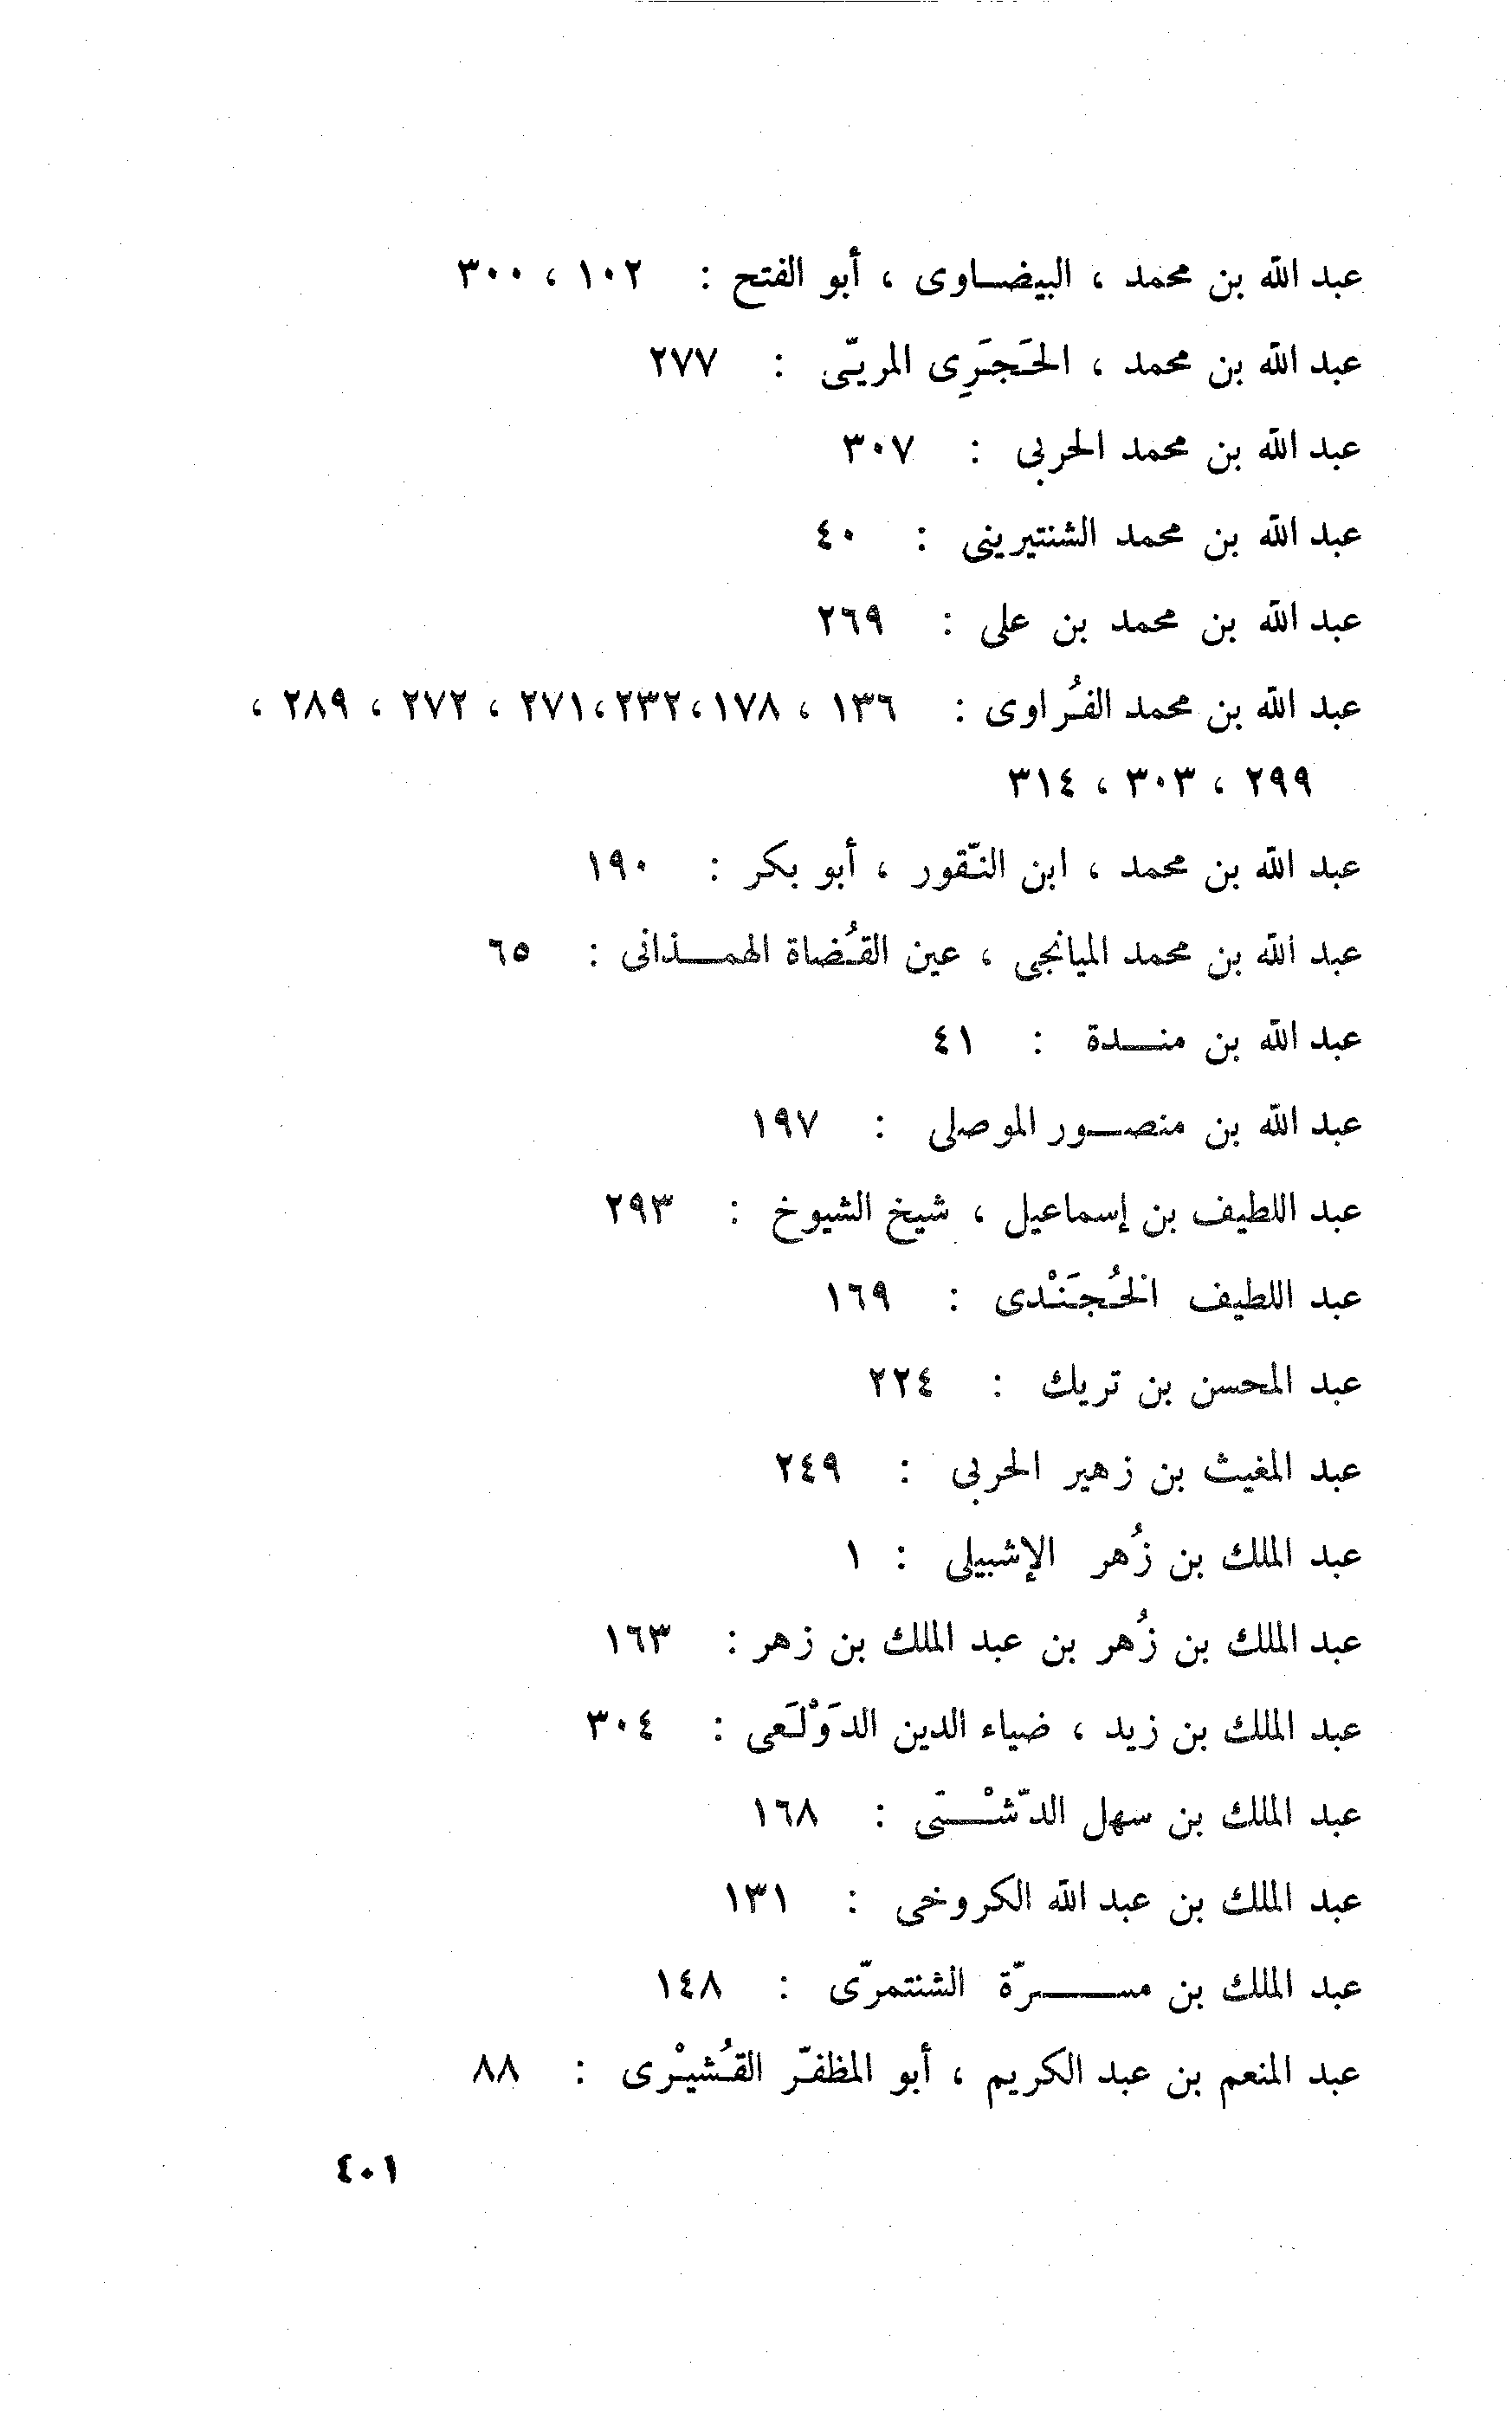 عبد الله بن محمد ، البيضاوى ، أبو الفتح : ١٠٢ ، ٣٠٠
عبد الله بن محمد ، الحَجَرِى المريّى : ٢٧٧
عبد الله بن محمد الحربى : ٣٠٧
عبد الله بن محمد الشنتيرينى : ٤٠
عبد الله بن محمد بن على : ٢٦٩
عبد الله بن محمد الفُراوى : ١٣٦ ، ١٧٨ ، ٢٣٢ ، ٢٧١ ، ٢٧٢ ، ٢٨٩ ،
٢٩٩ ، ٣٠٣ ، ٣١٤
عبد الله بن محمد ، ابن النّقور ، أبو بكر : ١٩٠
عبد الله بن محمد الميانجى ، عين القُضاة الهمذانى : ٦٥
عبد الله بن مندة : ٤١
عبد الله بن منصور الموصلى : ١٩٧
عبد اللطيف بن إسماعيل ، شيخ الشيوخ : ٢٩٣
عبد اللطيف الخُجَنْدى : ١٦٩
عبد المحسن بن تريك : ٢٢٤
عبد المغيث بن زهير الحربى : ٢٤٩
عبد الملك بن زُهر الإشبيلى : ١
عبد الملك بن زُهر بن عبد الملك بن زهر : ١٦٣
عبد الملك بن زيد ، ضياء الدين الدَوْلَعى : ٣٠٤
عبد الملك بن سهل الدّشْتى : ١٦٨
عبد الملك بن عبد الله الكروخى : ١٣١
عبد الملك بن مسرّة الشنتمرّى : ١٤٨
عبد المنعم بن عبد الكريم ، أبو المظفّر القُشيْرى : ٨٨
٤٠١